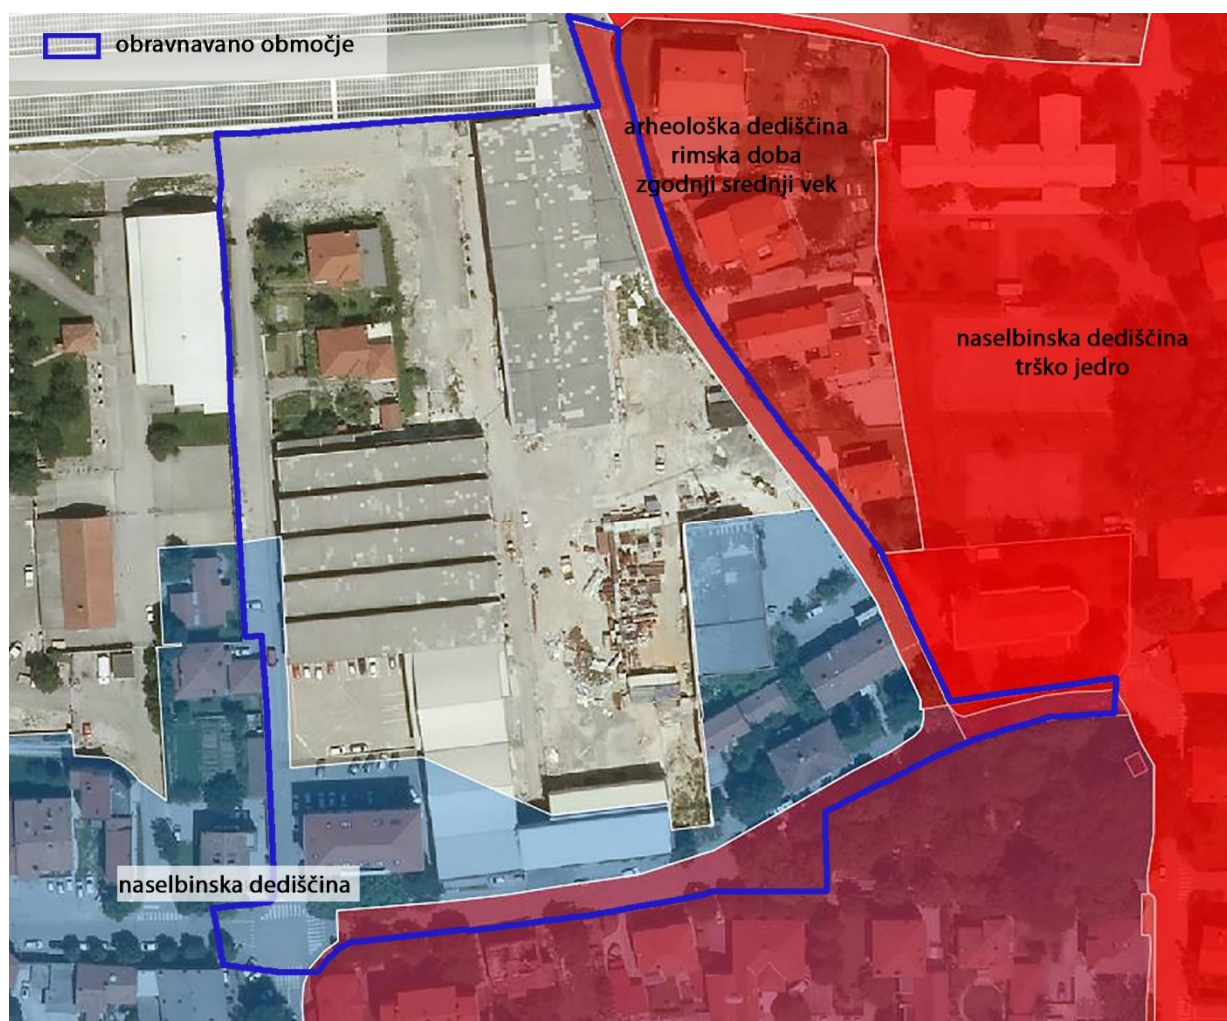 obravnavano območje
arheološka dediščina
rimska doba
zgodnji srednji vek
naselbinska dediščina
trško jedro
naselbinska dediščina